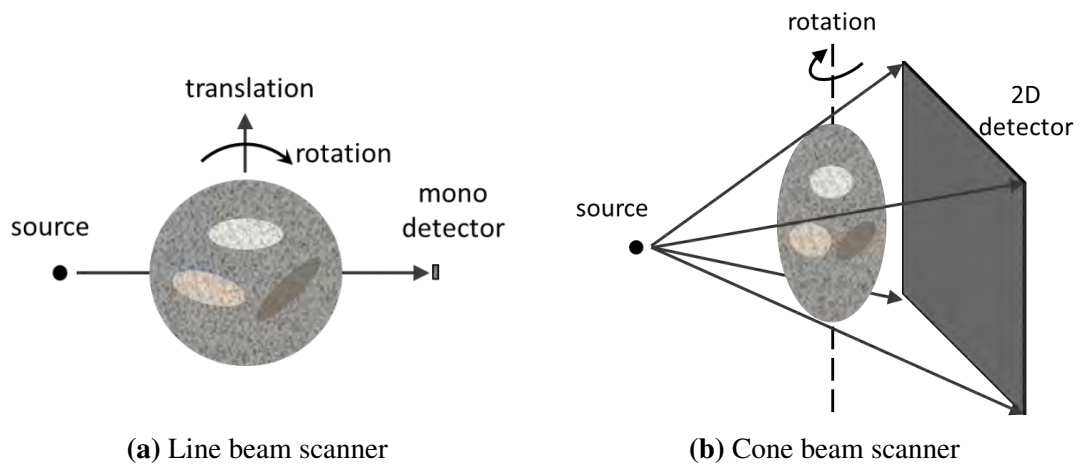 translation
rotation
mono
detector
source
(a) Line beam scanner
rotation
2D
detector
source
(b) Cone beam scanner